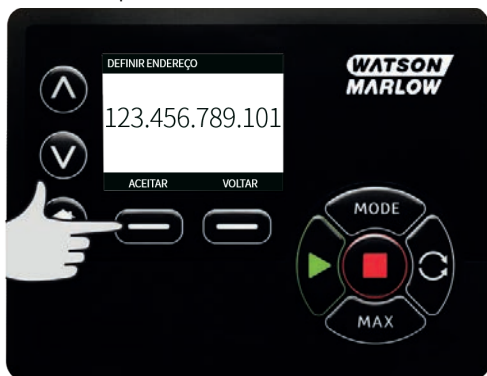 DEFINIR ENDEREÇO
123.456.789.101
ACEITAR VOLTAR
WATSON
MARLOW
MODE
MAX